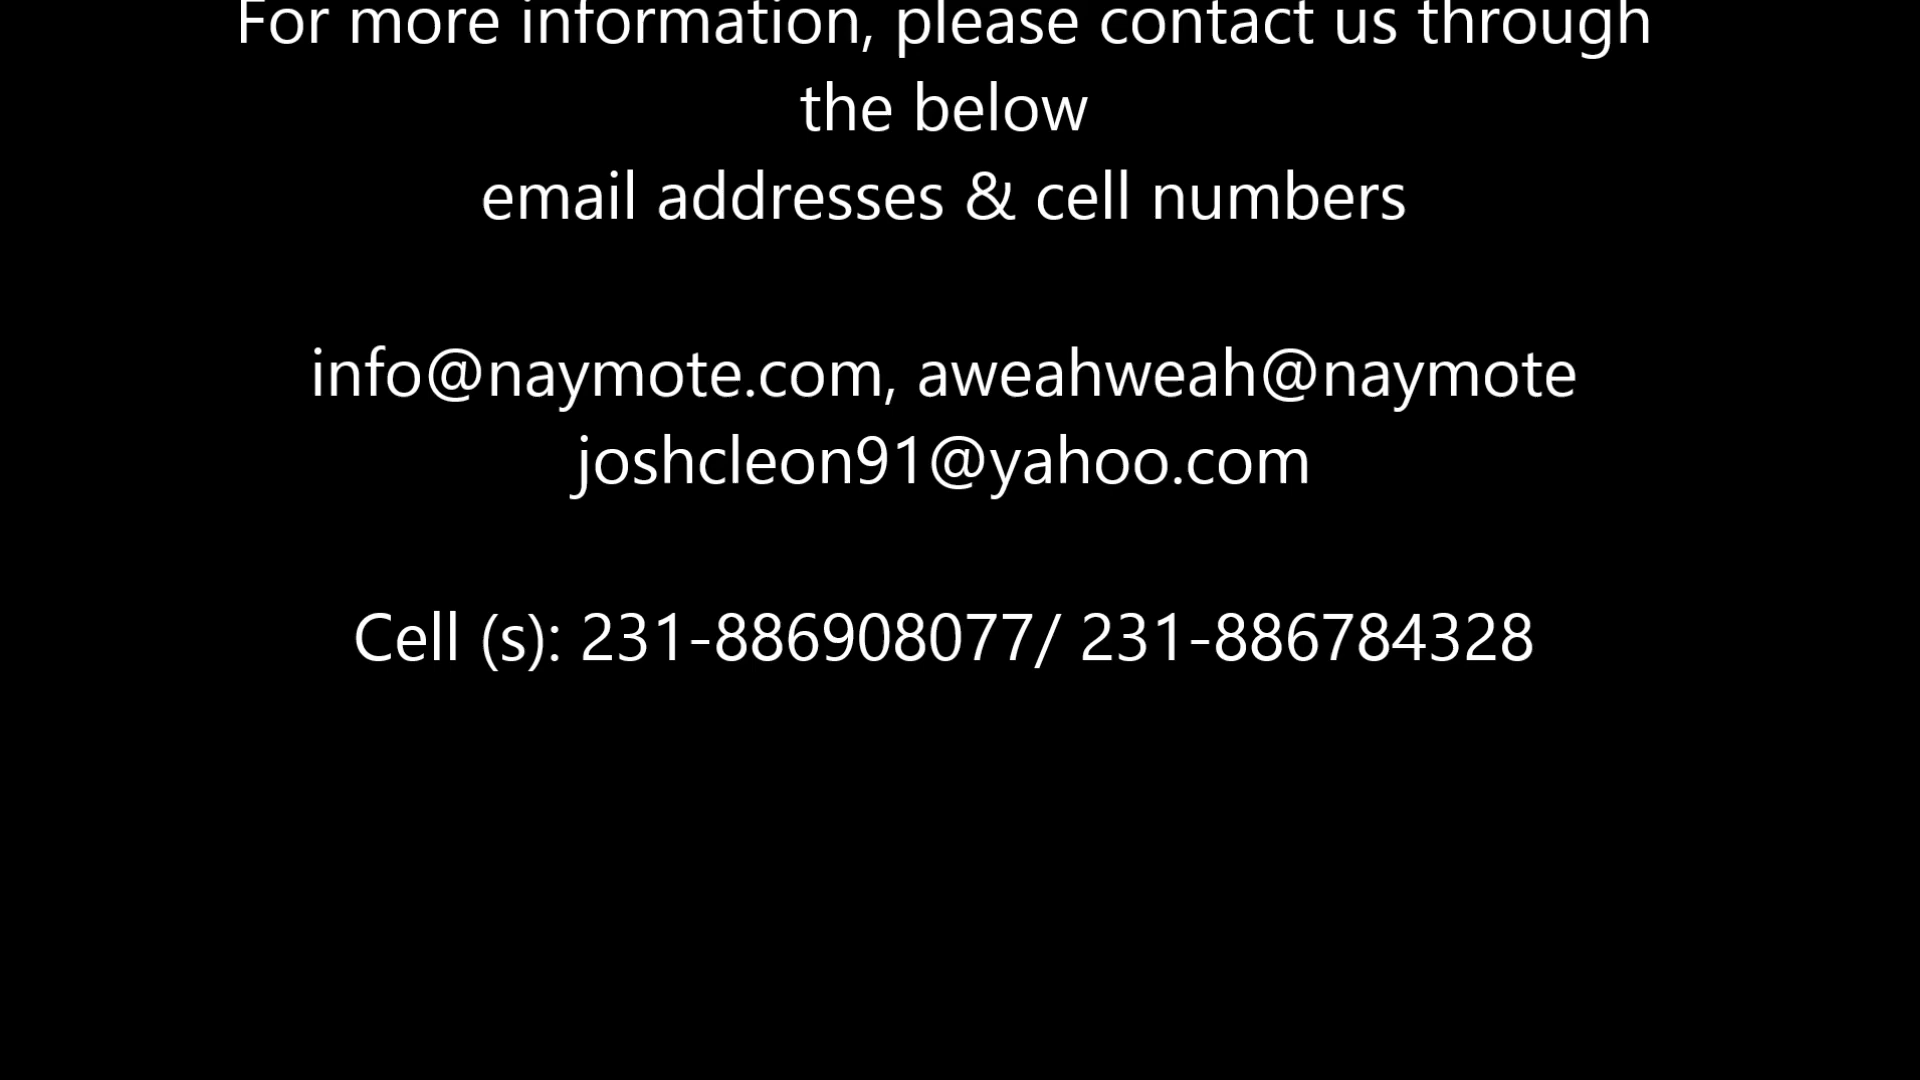 For more information, please contact us through
the below
email addresses & cell numbers
info@naymote.com, aweahweah@naymote
joshcleon91@yahoo.com
Cell (s): 231-886908077/ 231-886784328